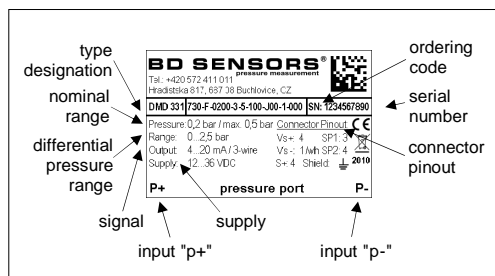 type designation
nominal range
differential pressure range
signal
supply
input "p+"
input "p-"
ordering code
serial number
connector pinout
BD SENSORS®
pressure measurement
Tel.: +420 572 411 011
Hradistska 817, 687 08 Buchlovice, CZ
DMD 331 730-F-0200-3-5-100-J00-1-000 SN: 1234567890
Pressure: 0,2 bar / max. 0,5 bar Connector Pinout: CE
Range: 0...2,5 bar Vs+: 4 SP1: 3
Output: 4...20 mA / 3-wire Vs-: 1/wh SP2: 4
Supply: 12...36 VDC S+: 4 Shield: ⏚ 2010
P+ pressure port P-